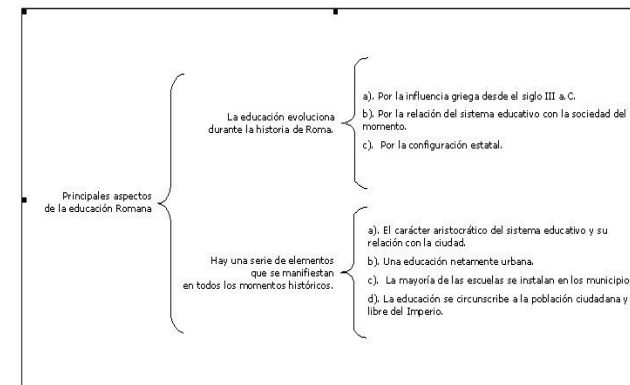 Principales aspectos
de la educación Romana
La educación evoluciona
durante la historia de Roma.
a). Por la influencia griega desde el siglo III a.C.
b). Por la relación del sistema educativo con la sociedad del
momento.
c). Por la configuración estatal.
Hay una serie de elementos
que se manifiestan
en todos los momentos históricos.
a). El carácter aristocrático del sistema educativo y su
relación con la ciudad.
b). Una educación netamente urbana.
c). La mayoría de las escuelas se instalan en los municipio
d). La educación se circunscribe a la población ciudadana y
libre del Imperio.